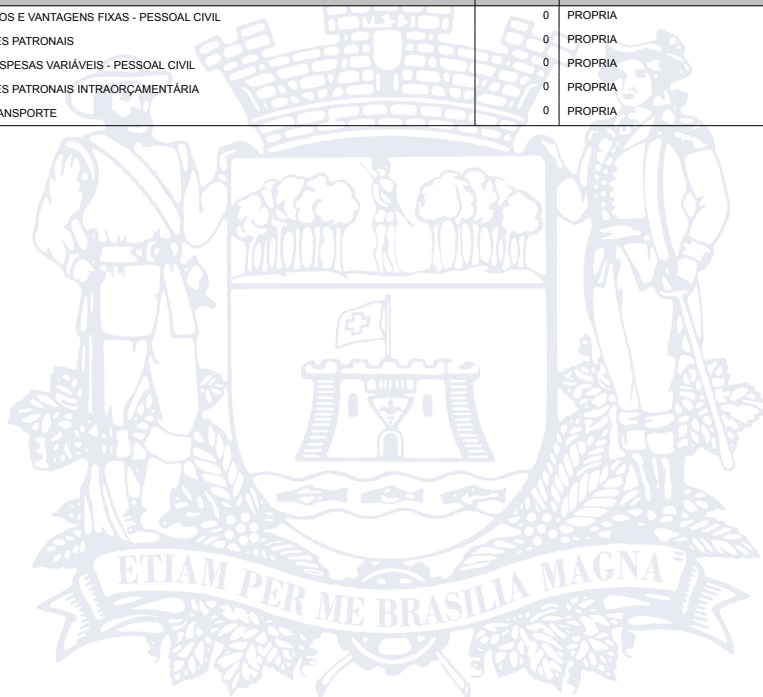 OS E VANTAGENS FIXAS - PESSOAL CIVIL 0 PROPRIA
ES PATRONAIS 0 PROPRIA
SPESAS VARIÁVEIS - PESSOAL CIVIL 0 PROPRIA
ES PATRONAIS INTRAORÇAMENTÁRIA 0 PROPRIA
ANSPORTE 0 PROPRIA
ETIAM PER ME BRASILIA MAGNA